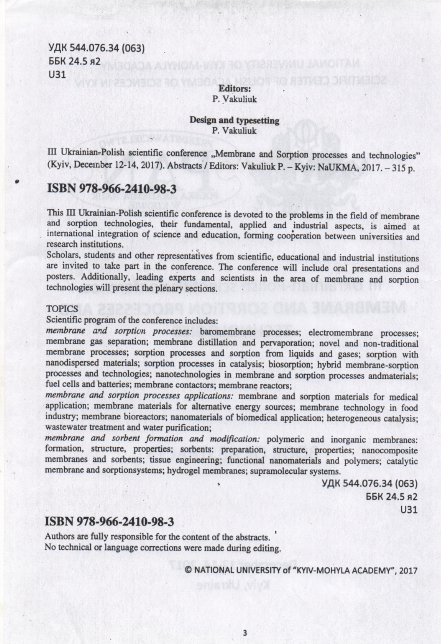 УДК 544.076.34 (063)
ББК 24.5 я2
U31
Editors:
P. Vakuliuk
Design and typesetting
P. Vakuliuk
III Ukrainian-Polish scientific conference „Membrane and Sorption processes and technologies”
(Kyiv, December 12-14, 2017). Abstracts / Editors: Vakuliuk P. – Kyiv: NaUKMA, 2017. – 315 p.
ISBN 978-966-2410-98-3
This III Ukrainian-Polish scientific conference is devoted to the problems in the field of membrane
and sorption technologies, their fundamental, applied and industrial aspects, is aimed at
international integration of science and education, forming cooperation between universities and
research institutions.
Scholars, students and other representatives from scientific, educational and industrial institutions
are invited to take part in the conference. The conference will include oral presentations and
posters. Additionally, leading experts and scientists in the area of membrane and sorption
technologies will present the plenary sections.
TOPICS
Scientific program of the conference includes:
membrane and sorption processes: baromembrane processes; electromembrane processes;
membrane gas separation; membrane distillation and pervaporation; novel and non-traditional
membrane processes; sorption processes and sorption from liquids and gases; sorption with
nanodispersed materials; sorption processes in catalysis; biosorption; hybrid membrane-sorption
processes and technologies; nanotechnologies in membrane and sorption processes andmaterials;
fuel cells and batteries; membrane contactors; membrane reactors;
membrane and sorption processes applications: membrane and sorption materials for medical
application; membrane materials for alternative energy sources; membrane technology in food
industry; membrane bioreactors; nanomaterials of biomedical application; heterogeneous catalysis;
wastewater treatment and water purification;
membrane and sorbent formation and modification: polymeric and inorganic membranes:
formation, structure, properties; sorbents: preparation, structure, properties; nanocomposite
membranes and sorbents; tissue engineering; functional nanomaterials and polymers; catalytic
membrane and sorptionsystems; hydrogel membranes; supramolecular systems.
УДК 544.076.34 (063)
ББК 24.5 я2
U31
ISBN 978-966-2410-98-3
Authors are fully responsible for the content of the abstracts.
No technical or language corrections were made during editing.
© NATIONAL UNIVERSITY of "KYIV-MOHYLA ACADEMY", 2017
3